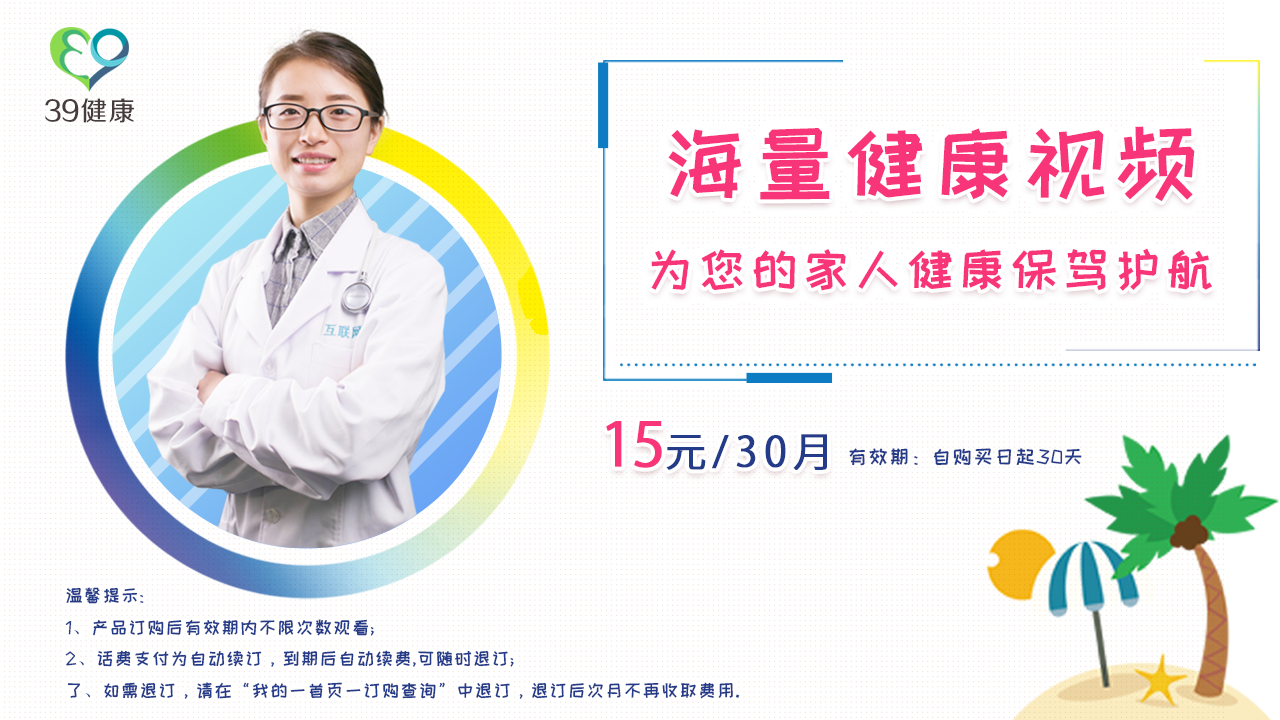 39健康
海量健康视频
为您的家人健康保驾护航
15元/30月 有效期：自购买日起30天
互联
温馨提示:
1、产品订购后有效期内不限次数观看;
2、话费支付为自动续订，到期后自动续费,可随时退订;
了、如需退订，请在“我的一首页一订购查询”中退订，退订后次月不再收取费用.